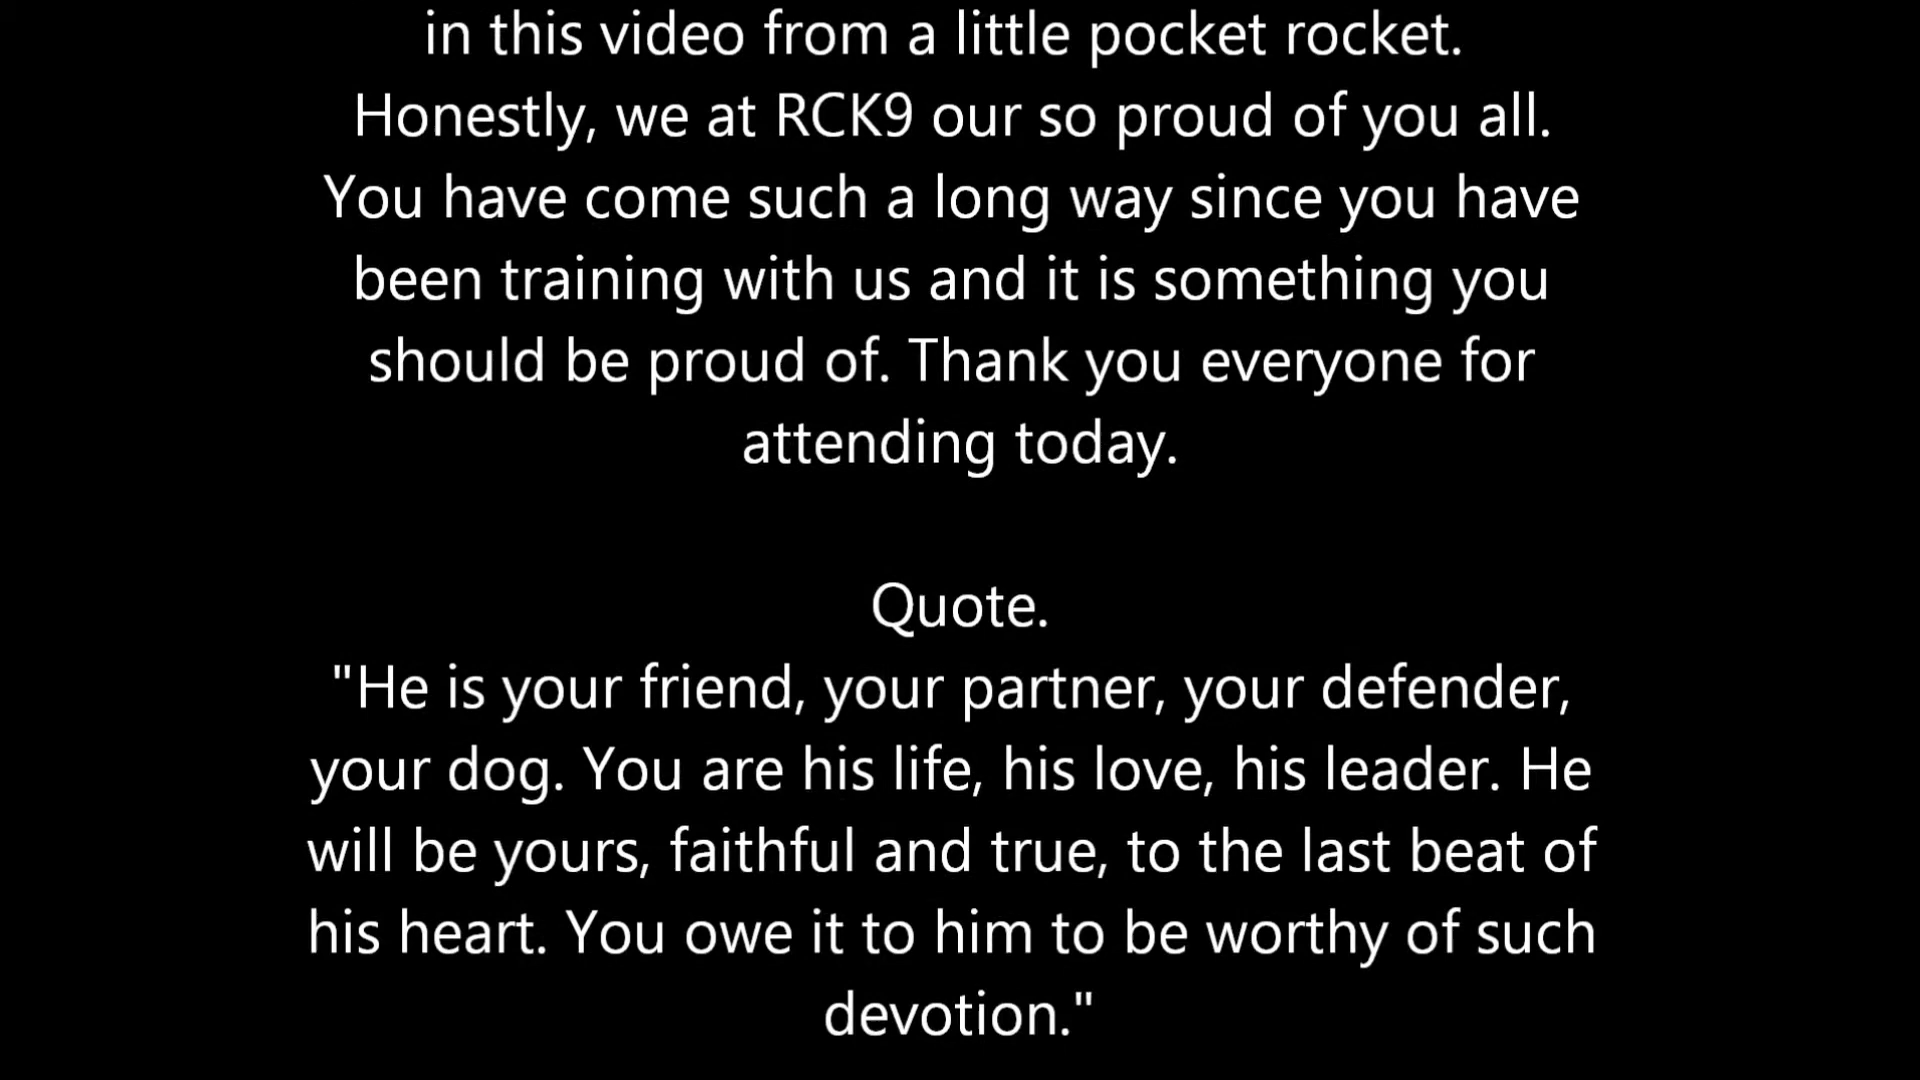 in this video from a little pocket rocket.
Honestly, we at RCK9 our so proud of you all.
You have come such a long way since you have
been training with us and it is something you
should be proud of. Thank you everyone for
attending today.
Quote.
"He is your friend, your partner, your defender,
your dog. You are his life, his love, his leader. He
will be yours, faithful and true, to the last beat of
his heart. You owe it to him to be worthy of such
devotion."